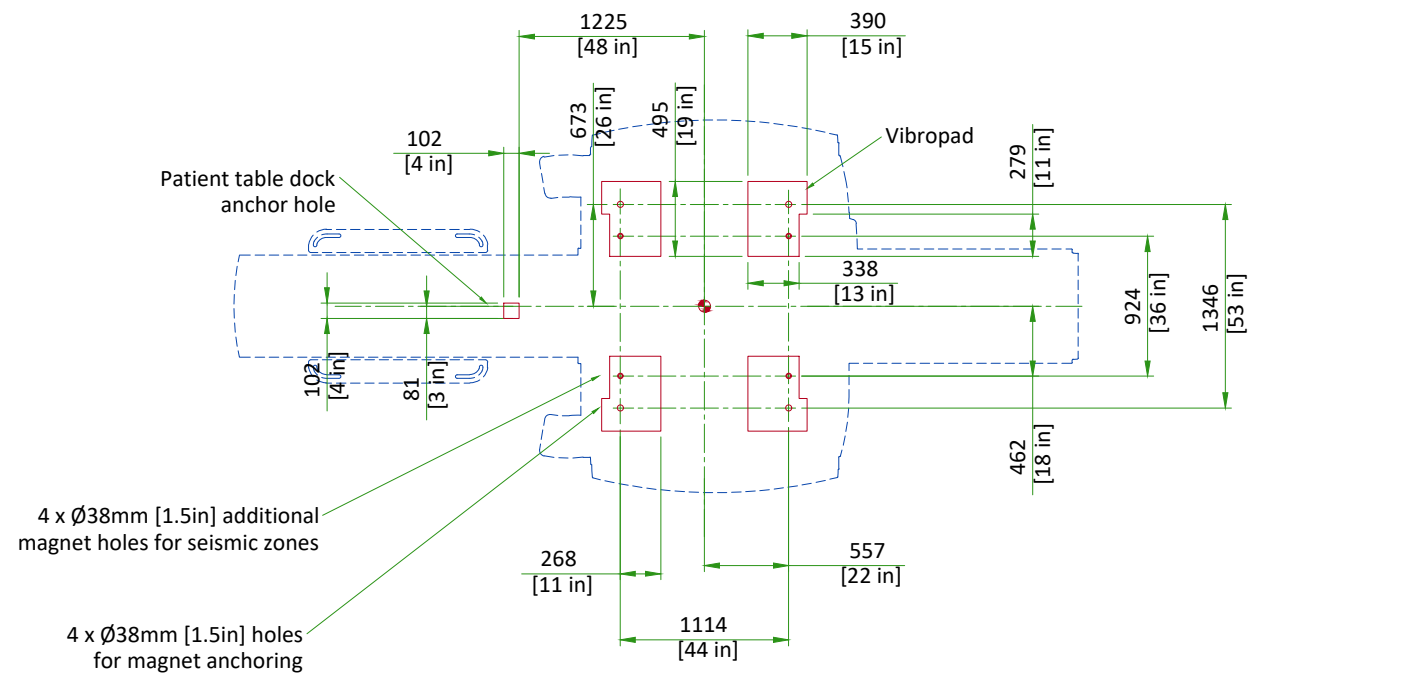 1225
[48 in]
390
[15 in]
673
[26 in]
495
[19 in]
102
[4 in]
Vibropad
279
[11 in]
Patient table dock
anchor hole
338
[13 in]
924
[36 in]
1346
[53 in]
102
[4 in]
81
[3 in]
462
[18 in]
4 x Ø38mm [1.5in] additional
magnet holes for seismic zones
268
[11 in]
557
[22 in]
4 x Ø38mm [1.5in] holes
for magnet anchoring
1114
[44 in]